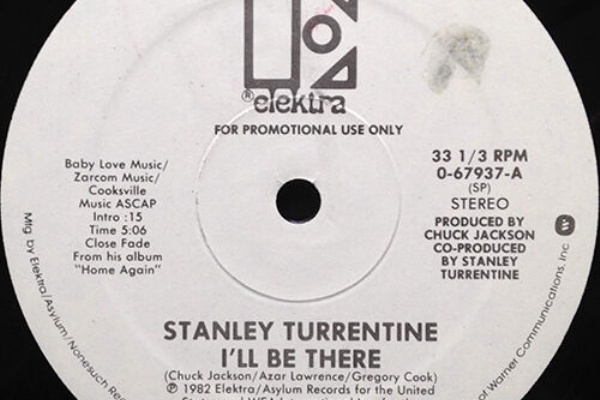 ® elektra
FOR PROMOTIONAL USE ONLY
Baby Love Music/
Zarcom Music/
Cooksville
Music ASCAP
Intro :15
Time 5:06
Close Fade
From his album
"Home Again"
33 1/3 RPM
0-67937-A
(SP)
STEREO
PRODUCED BY
CHUCK JACKSON
CO-PRODUCED
BY STANLEY
TURRENTINE
STANLEY TURRENTINE
I'LL BE THERE
(Chuck Jackson/Azar Lawrence/Gregory Cook)
℗ 1982 Elektra/Asylum Records for the United
Mfg by Elektra/Asylum/Nonesuch
of Warner Communications, Inc